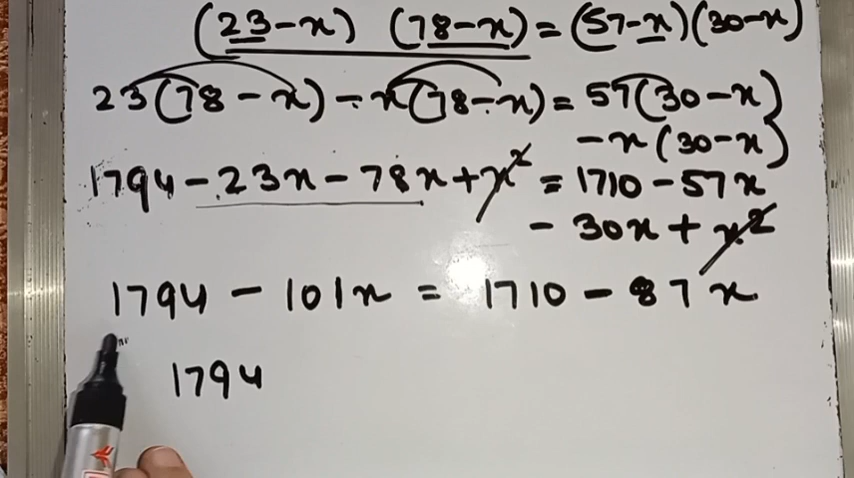 (23-x) (78-x) = (57-x)(30-x)
23(78-x) - x(78-x) = 57(30-x)
-x(30-x)
1794 - 23x - 78x + x² = 1710 - 57x
- 30x + x²
1794 - 101x = 1710 - 87x
1794